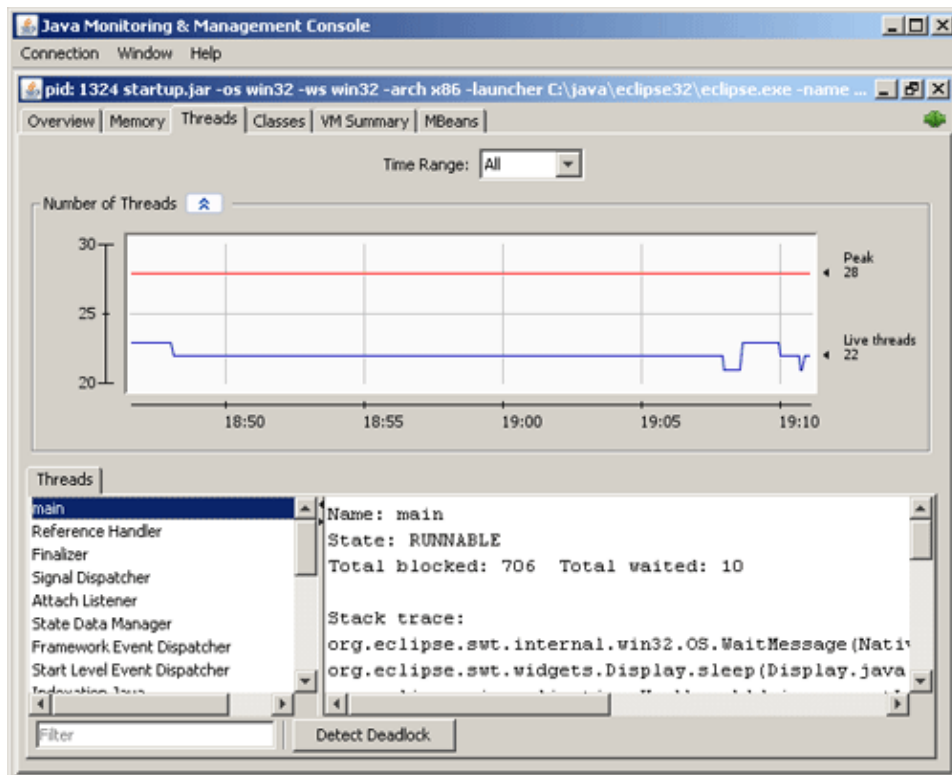 Java Monitoring & Management Console
Connection Window Help
pid: 1324 startup.jar -os win32 -ws win32 -arch x86 -launcher C:\java\eclipse32\eclipse.exe -name ...
Overview Memory Threads Classes VM Summary MBeans
Time Range: All
Number of Threads
30
25
20
Peak
28
Live threads
22
18:50 18:55 19:00 19:05 19:10
Threads
main
Reference Handler
Finalizer
Signal Dispatcher
Attach Listener
State Data Manager
Framework Event Dispatcher
Start Level Event Dispatcher
Indexation Java
Name: main
State: RUNNABLE
Total blocked: 706 Total waited: 10
Stack trace:
org.eclipse.swt.internal.win32.OS.WaitMessage(Nativ
org.eclipse.swt.widgets.Display.sleep(Display.java
Filter
Detect Deadlock